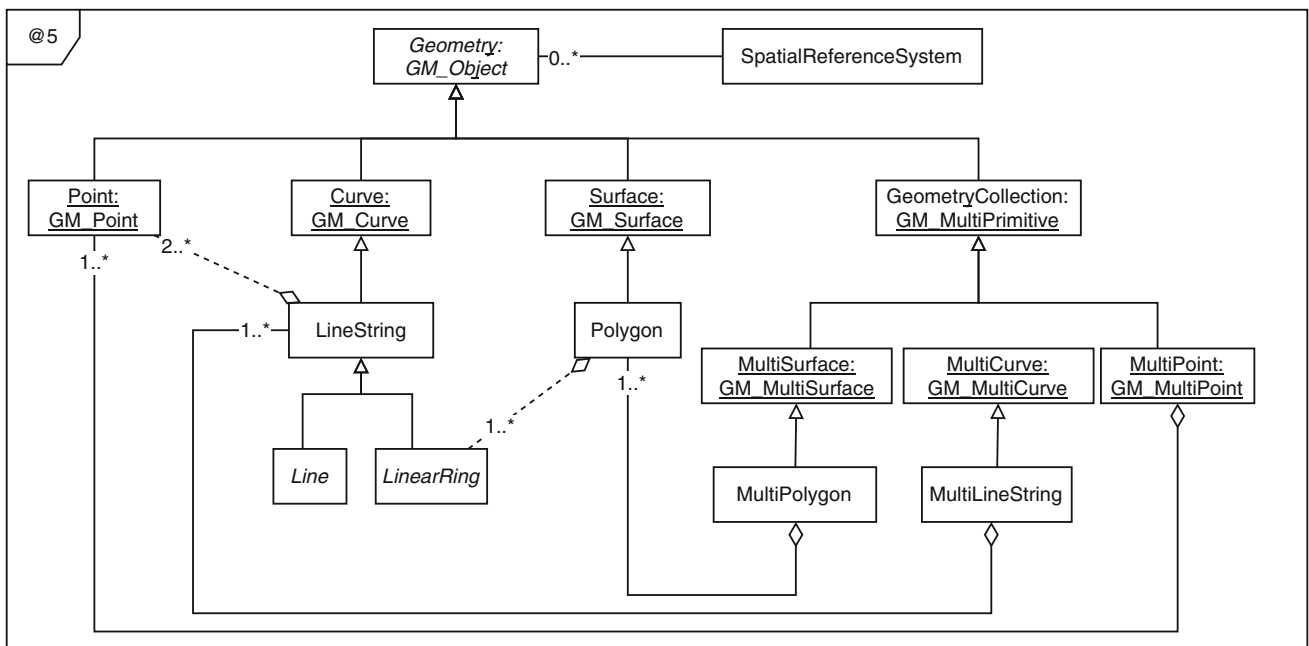 @5
Geometry:
GM_Object
0..*
SpatialReferenceSystem
Point:
GM_Point
Curve:
GM_Curve
Surface:
GM_Surface
GeometryCollection:
GM_MultiPrimitive
2..*
1..*
1..*
LineString
Polygon
1..*
MultiSurface:
GM_MultiSurface
MultiCurve:
GM_MultiCurve
MultiPoint:
GM_MultiPoint
1..*
Line
LinearRing
MultiPolygon
MultiLineString